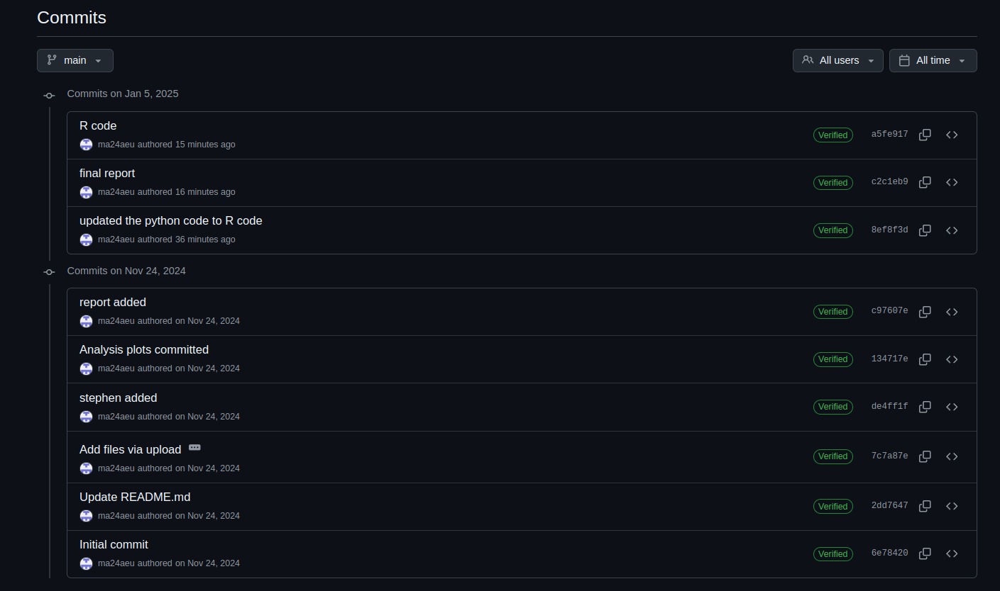 Commits
main
All users
All time
Commits on Jan 5, 2025
R code
ma24aeu authored 15 minutes ago
Verified
a5fe917
final report
ma24aeu authored 16 minutes ago
Verified
c2c1eb9
updated the python code to R code
ma24aeu authored 36 minutes ago
Verified
8ef8f3d
Commits on Nov 24, 2024
report added
ma24aeu authored on Nov 24, 2024
Verified
c97607e
Analysis plots committed
ma24aeu authored on Nov 24, 2024
Verified
134717e
stephen added
ma24aeu authored on Nov 24, 2024
Verified
de4ff1f
Add files via upload
ma24aeu authored on Nov 24, 2024
Verified
7c7a87e
Update README.md
ma24aeu authored on Nov 24, 2024
Verified
2dd7647
Initial commit
ma24aeu authored on Nov 24, 2024
Verified
6e78420